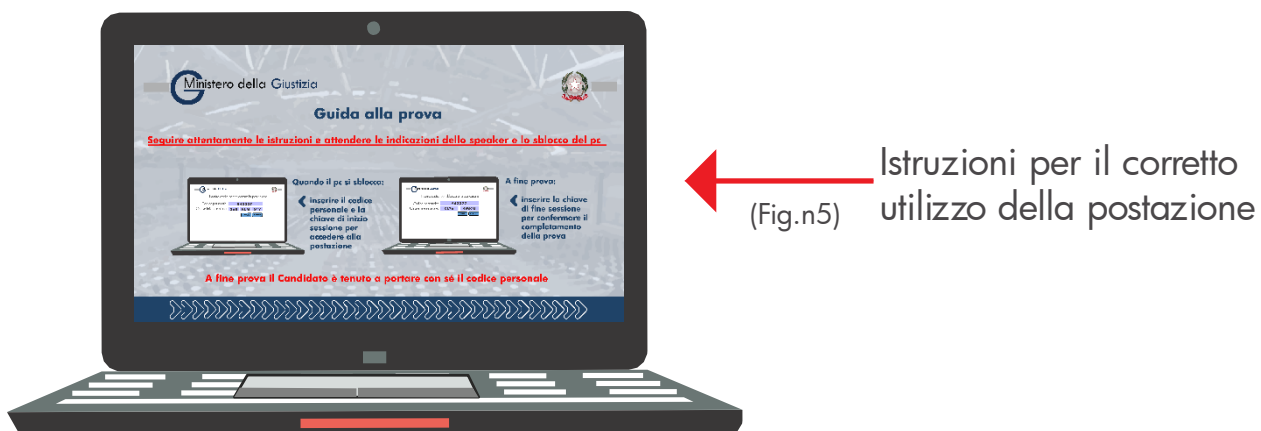 Ministero della Giustizia
Guida alla prova
Seguire attentamente le istruzioni e attendere le indicazioni dello speaker e lo sblocco del pc
Quando il pc si sblocca:
inserire il codice
personale e la
chiave di inizio
sessione per
accedere alla
postazione
A fine prova:
inserire la chiave
di fine sessione
per confermare il
completamento
della prova
A fine prova il Candidato è tenuto a portare con sé il codice personale
(Fig.n5)
Istruzioni per il corretto
utilizzo della postazione